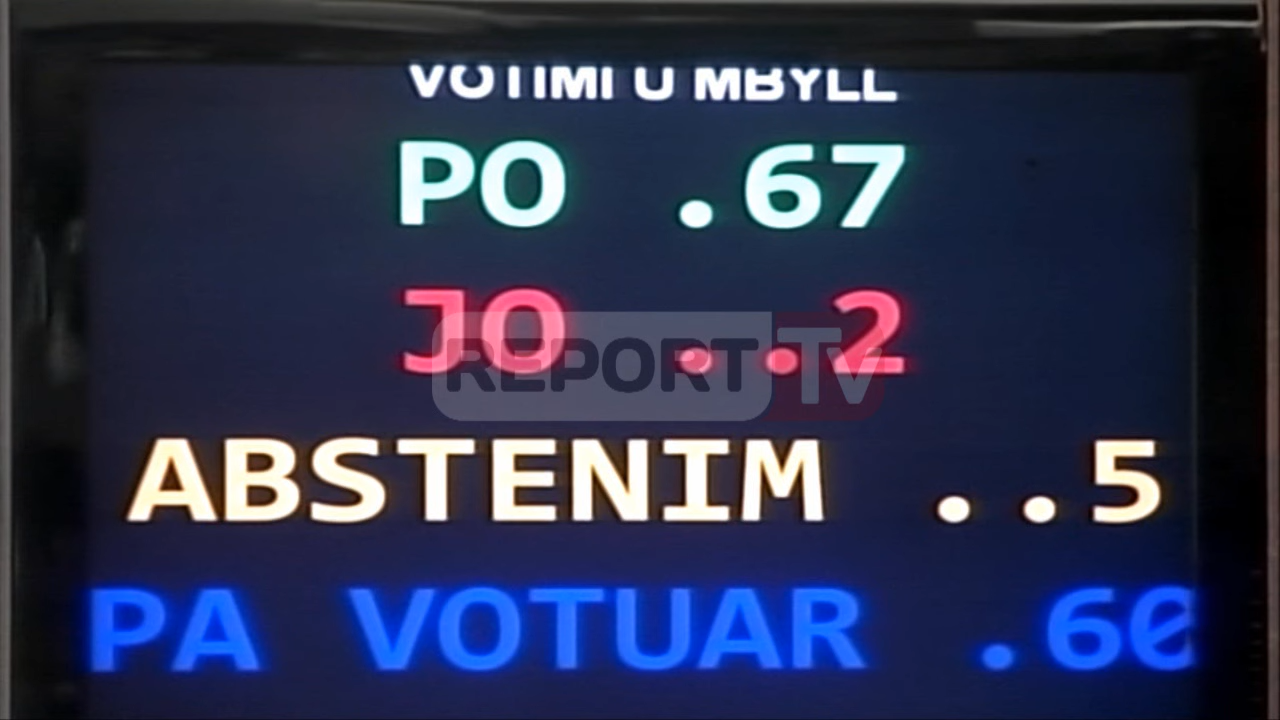 VOTIMI U MBYLL
PO .67
JO ..2
REPORT Tv
ABSTENIM ..5
PA VOTUAR .60